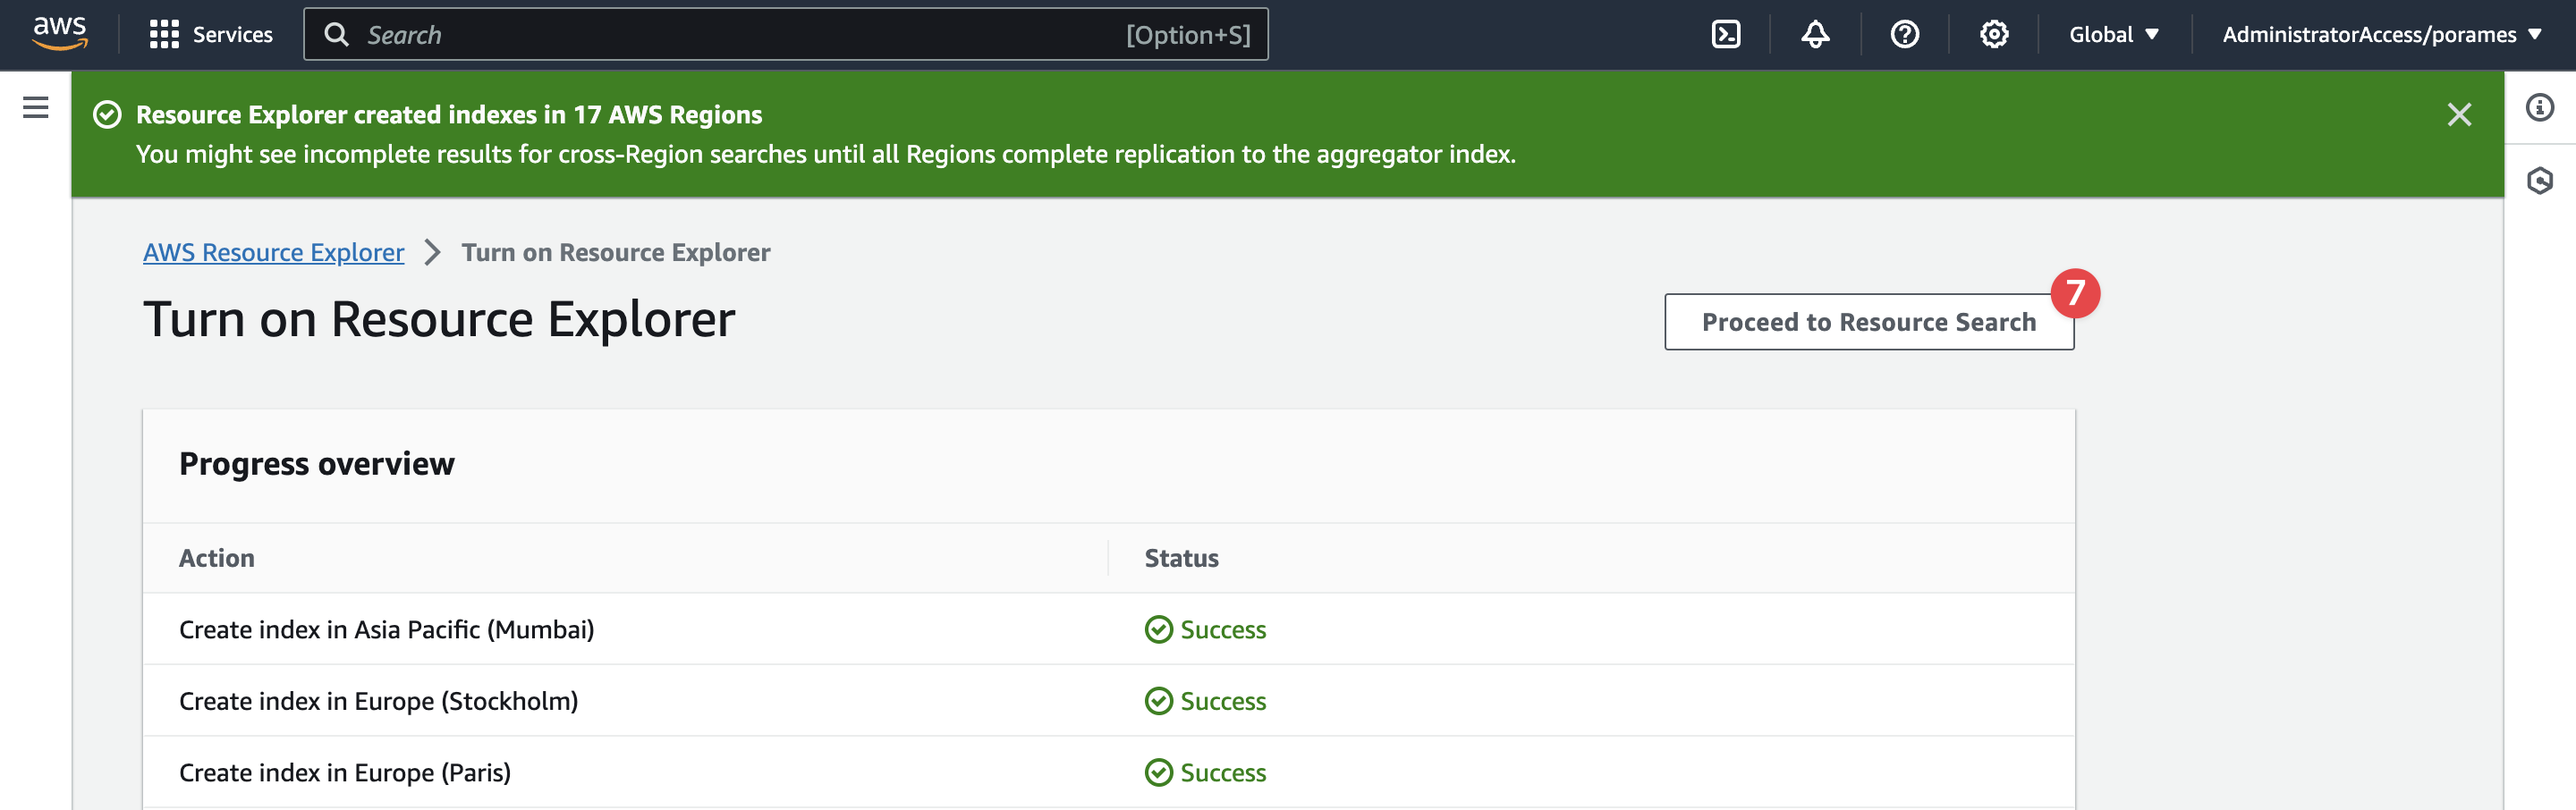 aws
Services
Search
[Option+S]
Global
AdministratorAccess/porames
Resource Explorer created indexes in 17 AWS Regions
You might see incomplete results for cross-Region searches until all Regions complete replication to the aggregator index.
AWS Resource Explorer
Turn on Resource Explorer
Turn on Resource Explorer
Proceed to Resource Search
7
Progress overview
Action
Status
Create index in Asia Pacific (Mumbai)
Success
Create index in Europe (Stockholm)
Success
Create index in Europe (Paris)
Success